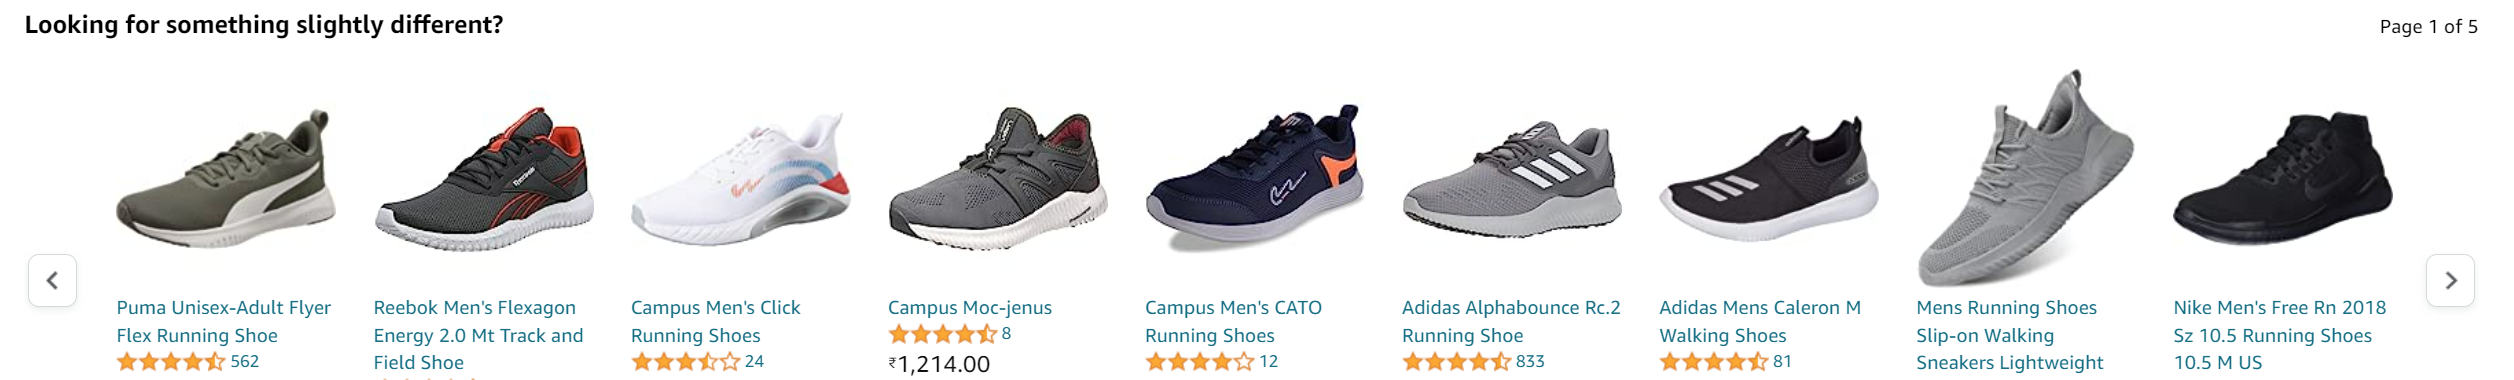 Looking for something slightly different?
Page 1 of 5
Puma Unisex-Adult Flyer
Flex Running Shoe
562
Reebok Men's Flexagon
Energy 2.0 Mt Track and
Field Shoe
Campus Men's Click
Running Shoes
24
Campus Moc-jenus
8
₹1,214.00
Campus Men's CATO
Running Shoes
12
Adidas Alphabounce Rc.2
Running Shoe
833
Adidas Mens Caleron M
Walking Shoes
81
Mens Running Shoes
Slip-on Walking
Sneakers Lightweight
Nike Men's Free Rn 2018
Sz 10.5 Running Shoes
10.5 M US